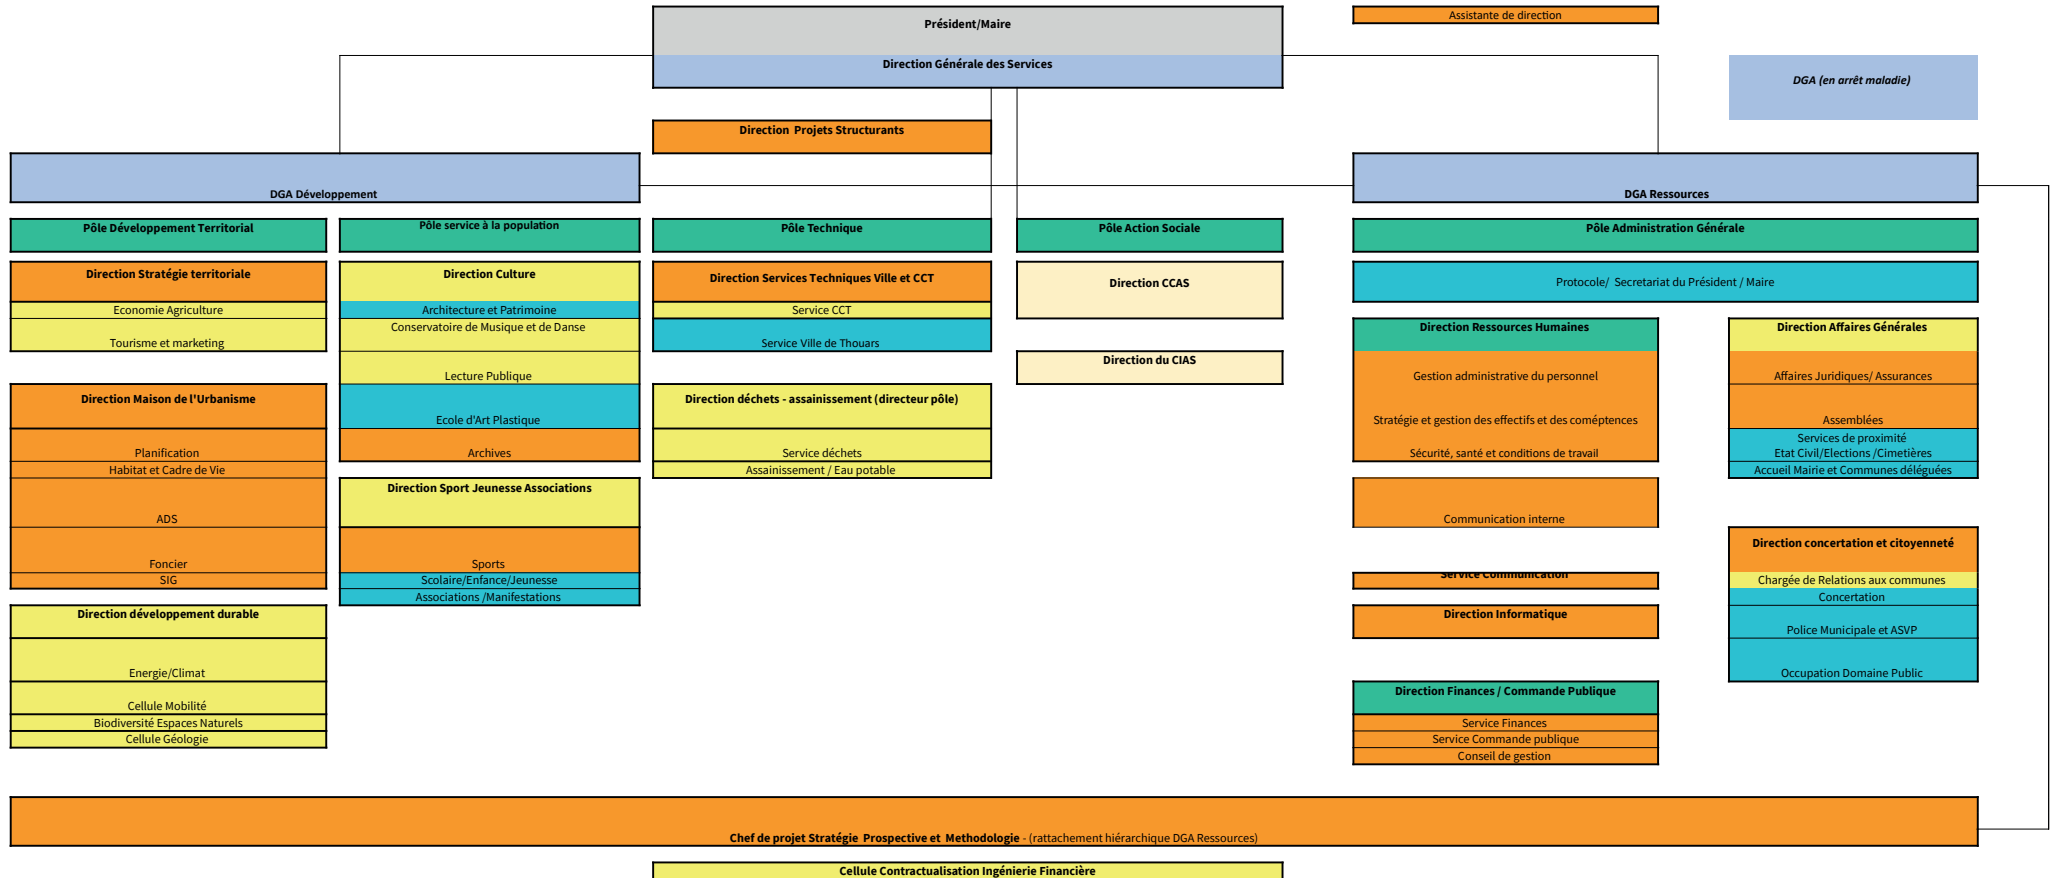 Président/Maire
Assistante de direction
Direction Générale des Services
DGA (en arrêt maladie)
Direction  Projets Structurants
DGA Développement
DGA Ressources
Pôle Développement Territorial
Pôle service à la population
Pôle Technique
Pôle Action Sociale
Pôle Administration Générale
Direction Stratégie territoriale
Economie Agriculture
Tourisme et marketing
Direction Maison de l'Urbanisme
Planification
Habitat et Cadre de Vie
ADS
Foncier
SIG
Direction développement durable
Energie/Climat
Cellule Mobilité
Biodiversité Espaces Naturels
Cellule Géologie
Direction Culture
Architecture et Patrimoine
Conservatoire de Musique et de Danse
Lecture Publique
Ecole d'Art Plastique
Archives
Direction Sport Jeunesse Associations
Sports
Scolaire/Enfance/Jeunesse
Associations /Manifestations
Direction Services Techniques Ville et CCT
Service CCT
Service Ville de Thouars
Direction déchets - assainissement (directeur pôle)
Service déchets
Assainissement / Eau potable
Direction CCAS
Direction du CIAS
Protocole/  Secretariat du Président / Maire
Direction Ressources Humaines
Gestion administrative du personnel
Stratégie et gestion des effectifs et des coméptences
Sécurité, santé et conditions de travail
Communication interne
Service Communication
Direction Informatique
Direction Finances / Commande Publique
Service Finances
Service Commande publique
Conseil de gestion
Direction Affaires Générales
Affaires Juridiques/ Assurances
Assemblées
Services de proximité
Etat Civil/Elections /Cimetières
Accueil Mairie et Communes déléguées
Direction concertation et citoyenneté
Chargée de Relations aux communes
Concertation
Police Municipale et ASVP
Occupation Domaine Public
Chef de projet Stratégie  Prospective et  Methodologie - (rattachement hiérarchique DGA Ressources)
Cellule Contractualisation Ingénierie Financière